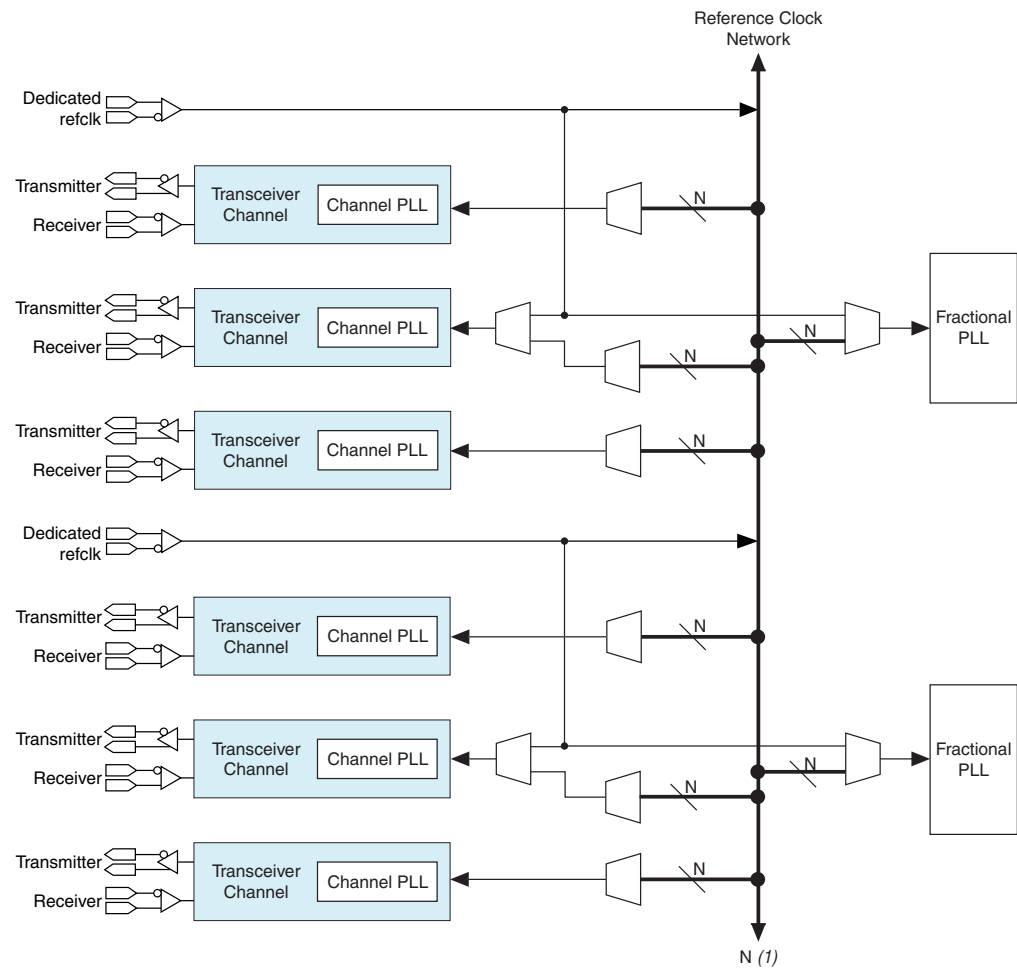 Reference Clock
Network
Dedicated
refclk
Transmitter
Receiver
Transceiver
Channel
Channel PLL
N
Transmitter
Receiver
Transceiver
Channel
Channel PLL
N
N
Fractional
PLL
Transmitter
Receiver
Transceiver
Channel
Channel PLL
N
Dedicated
refclk
Transmitter
Receiver
Transceiver
Channel
Channel PLL
N
Transmitter
Receiver
Transceiver
Channel
Channel PLL
N
N
Fractional
PLL
Transmitter
Receiver
Transceiver
Channel
Channel PLL
N
N (1)